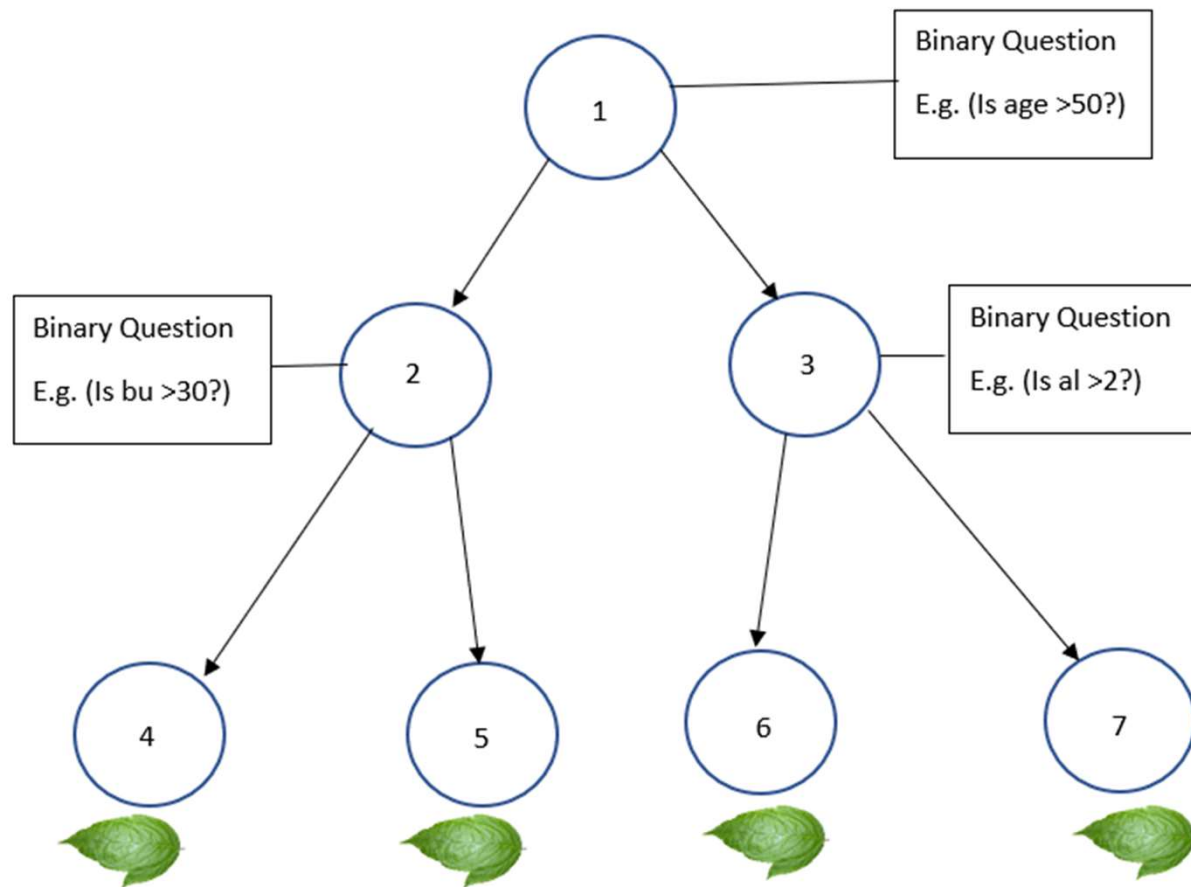 Binary Question
E.g. (Is age >50?)
1
Binary Question
E.g. (Is bu >30?)
2
3
Binary Question
E.g. (Is al >2?)
4
5
6
7